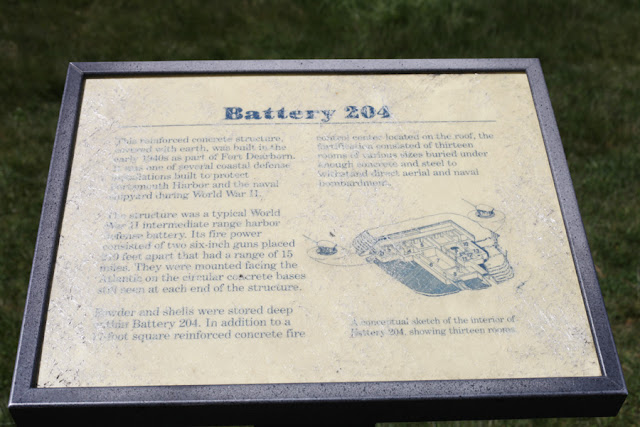 Battery 204
This reinforced concrete structure,
covered with earth, was built in the
early 1940s as part of Fort Dearborn.
It was one of several coastal defense
installations built to protect
Portsmouth Harbor and the naval
shipyard during World War II.
The structure was a typical World
War II intermediate range harbor
defense battery. Its fire power
consisted of two six-inch guns placed
feet apart that had a range of 15
miles. They were mounted facing the
Atlantic on the circular concrete bases
still seen at each end of the structure.
Powder and shells were stored deep
within Battery 204. In addition to a
foot square reinforced concrete fire
control center located on the roof, the
fortification consisted of thirteen
rooms of various sizes buried under
enough concrete and steel to
withstand direct aerial and naval
bombardment.
A conceptual sketch of the interior of
Battery 204, showing thirteen rooms.